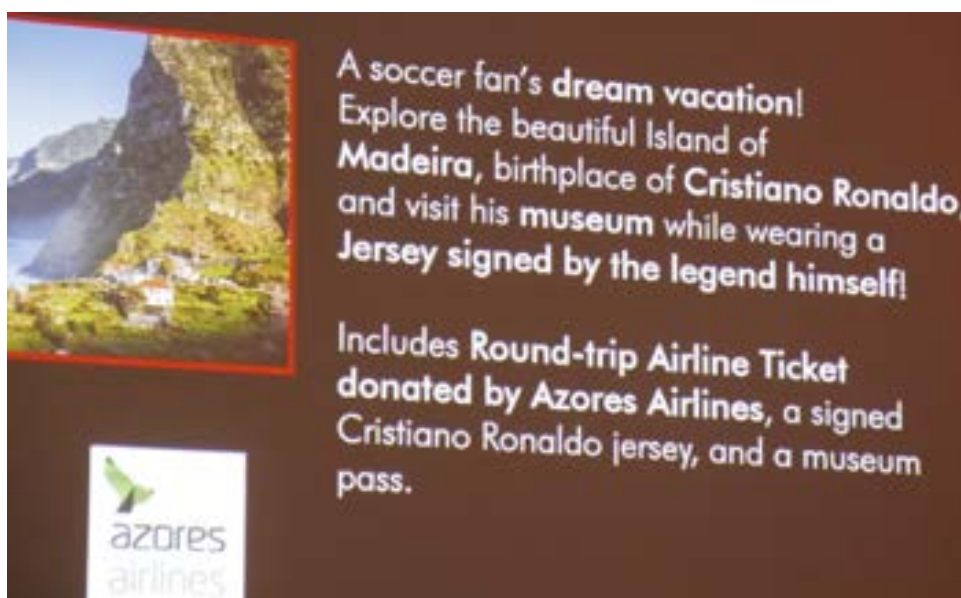 A soccer fan's dream vacation!
Explore the beautiful Island of
Madeira, birthplace of Cristiano Ronaldo
and visit his museum while wearing a
Jersey signed by the legend himself!
Includes Round-trip Airline Ticket
donated by Azores Airlines, a signed
Cristiano Ronaldo jersey, and a museum
pass.
azores
airlines